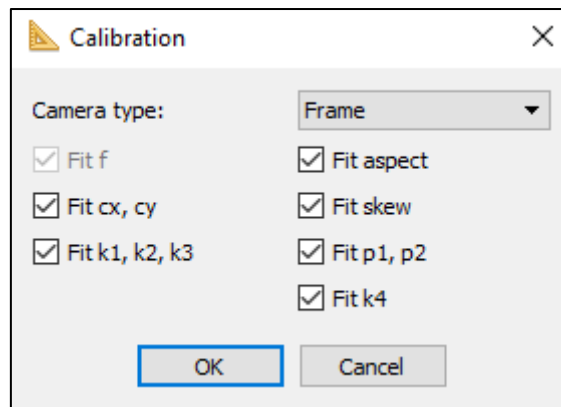 Calibration
Camera type: Frame
Fit f Fit aspect
Fit cx, cy Fit skew
Fit k1, k2, k3 Fit p1, p2
Fit k4
OK Cancel